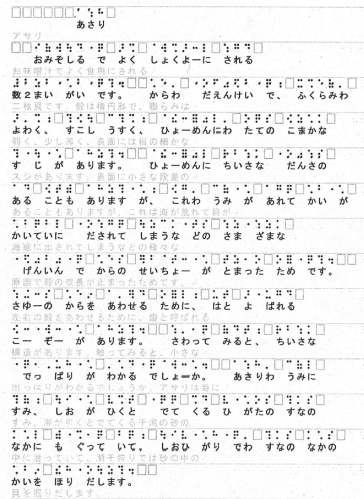 あさり
アサリ
おみそしる で よく しょくよーに される
お味噌汁でよく食用にされる
数2まい がい です。 からわ だえんけい で、 ふくらみわ
二枚貝です 殻は楕円形で、膨らみは
よわく、 すこし うすく、 ひょーめんにわ たての こまかな
弱く、少し薄く、表面には縦の細かな
す じ が あります。 ひょーめんに ちいさな だんさの
スジがあります。表面に小さな段差の
ある ことも あります が、 これわ うみ が あれて かい が
あることもありますが、これは海が荒れて貝が
かいていに だされて しまうな どの さま ざまな
海底に出されてしまうなどの様々な
げんいん で からの せいちょー が とまった ため です。
原因で殻の成長が止まったためです。
さゆーの からを あわせる ために、 はと よ ばれる
左右の殻を合わせるために、歯と呼ばれる
こー ぞー が あります。 さわって みると、 ちいさな
構造があります。触ってみると、小さな
でっ ぱり が わかる でしょーか。 あさりわ うみに
出っぱりがわかるでしょうか。アサリは海に
すみ、 しお が ひくと でて くる ひ がたの すなの
すみ、潮が引くとでてくる干潟の砂の
なかに も ぐって いて、 しおひ がり でわ すなの なかの
中に潜っていて、潮干狩りでは砂の中の
かいを ほり だします。
貝を掘りだします。